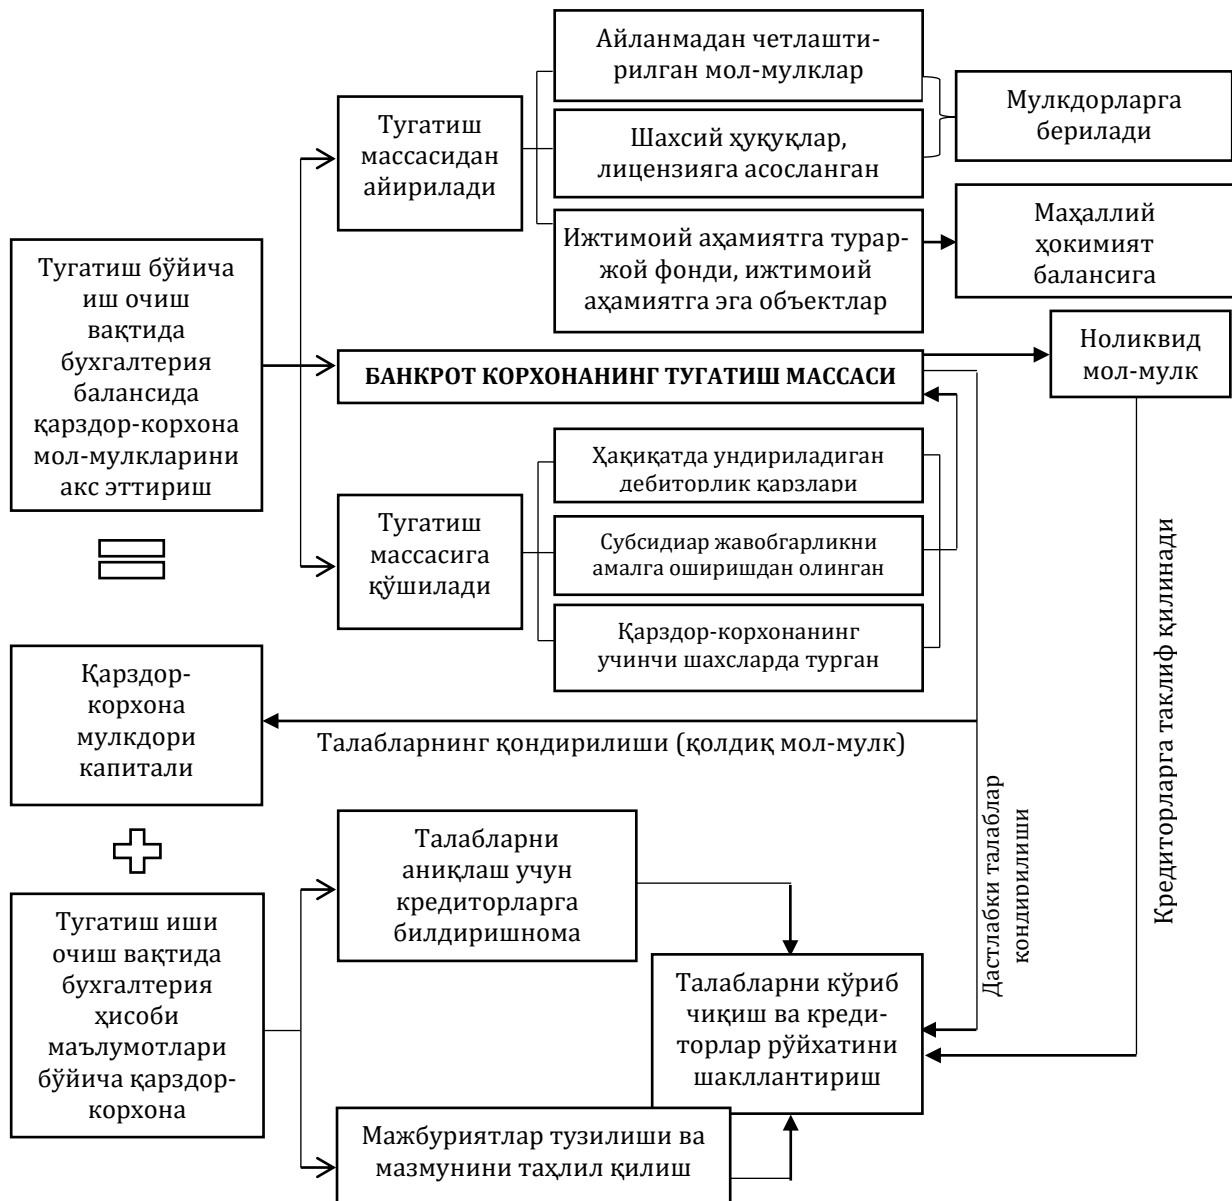 Айланмадан четлашти-
рилган мол-мулклар
Тугатиш
массасидан
айирилади
Шахсий ҳуқуқлар,
лицензияга асосланган
Мулкдорларга
берилади
Ижтимоий аҳамиятга турар-
жой фонди, ижтимоий
аҳамиятга эга объектлар
Маҳаллий
ҳокимият
балансига
Тугатиш бўйича
иш очиш
вақтида
бухгалтерия
балансида
қарздор-корхона
мол-мулкларини
акс эттириш
БАНКРОТ КОРХОНАНИНГ ТУГАТИШ МАССАСИ
Ноликвид
мол-мулк
Тугатиш
массасига
қўшилади
Ҳақиқатда ундириладиган
дебиторлик қарзлари
Субсидиар жавобгарликни
амалга оширишдан олинган
Қарздор-корхонанинг
учинчи шахсларда турган
Қарздор-
корхона
мулкдори
капитали
Талабларнинг қондирилиши (қолдиқ мол-мулк)
Кредиторларга таклиф қилинади
Дастлабки талаблар
кондирилиши
Талабларни
аниқлаш учун
кредиторларга
билдиришнома
Тугатиш иши
очиш вақтида
бухгалтерия
ҳисоби
маълумотлари
бўйича қарздор-
корхона
Талабларни кўриб
чиқиш ва креди-
торлар рўйхатини
шакллантириш
Мажбуриятлар тузилиши ва
мазмунини таҳлил қилиш